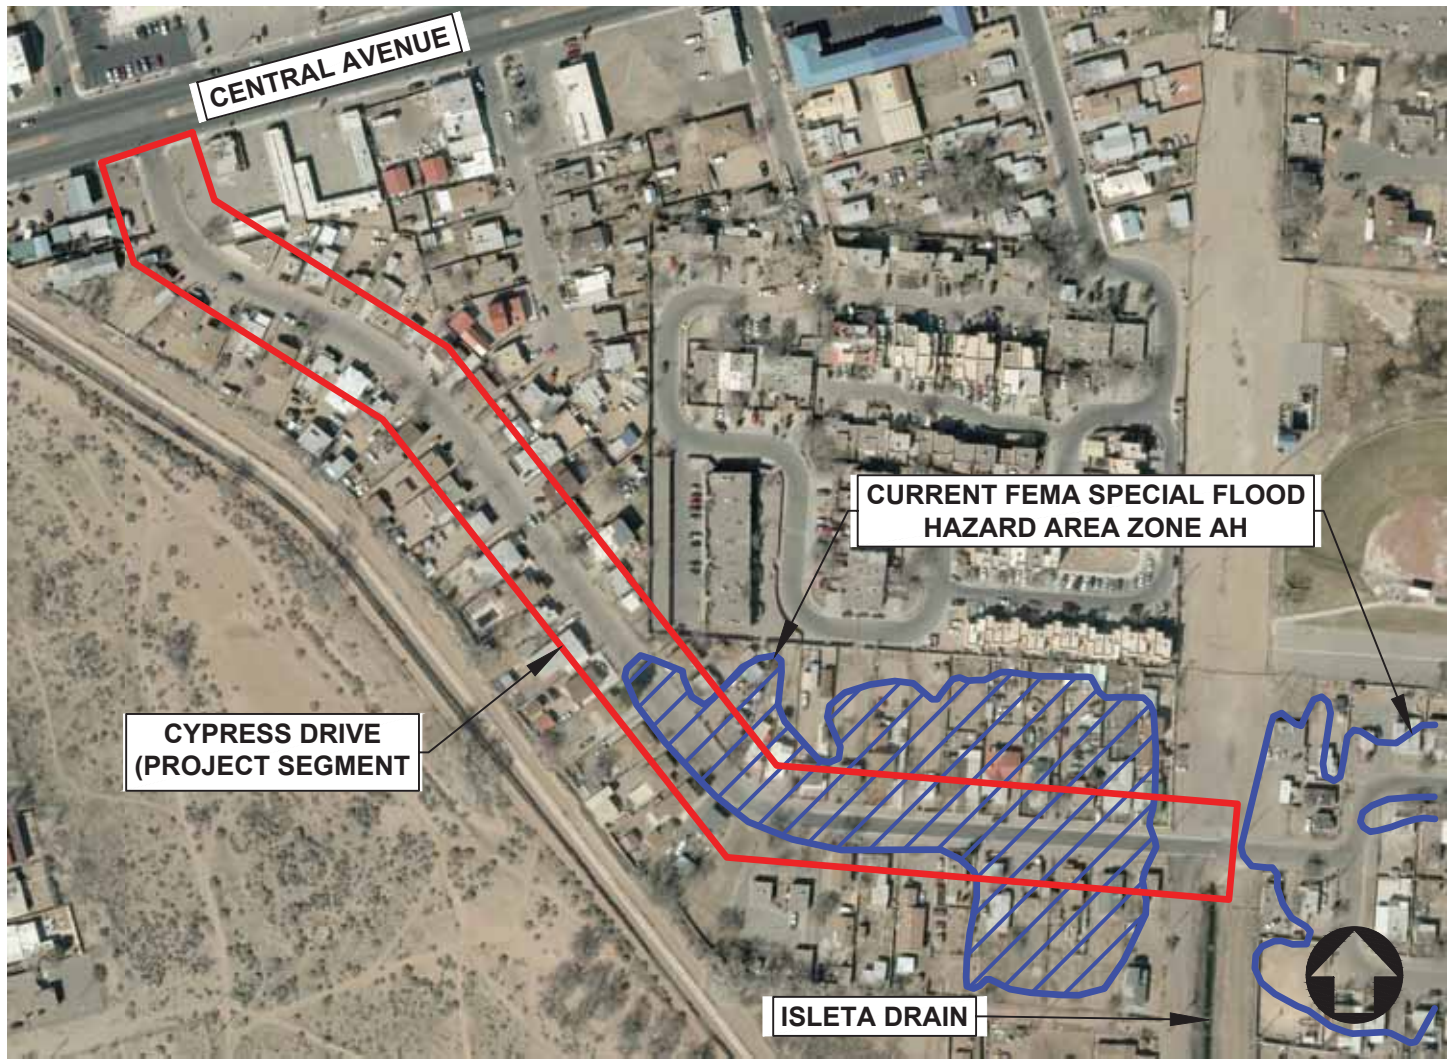 CENTRAL AVENUE
CURRENT FEMA SPECIAL FLOOD
HAZARD AREA ZONE AH
CYPRESS DRIVE
(PROJECT SEGMENT
ISLETA DRAIN